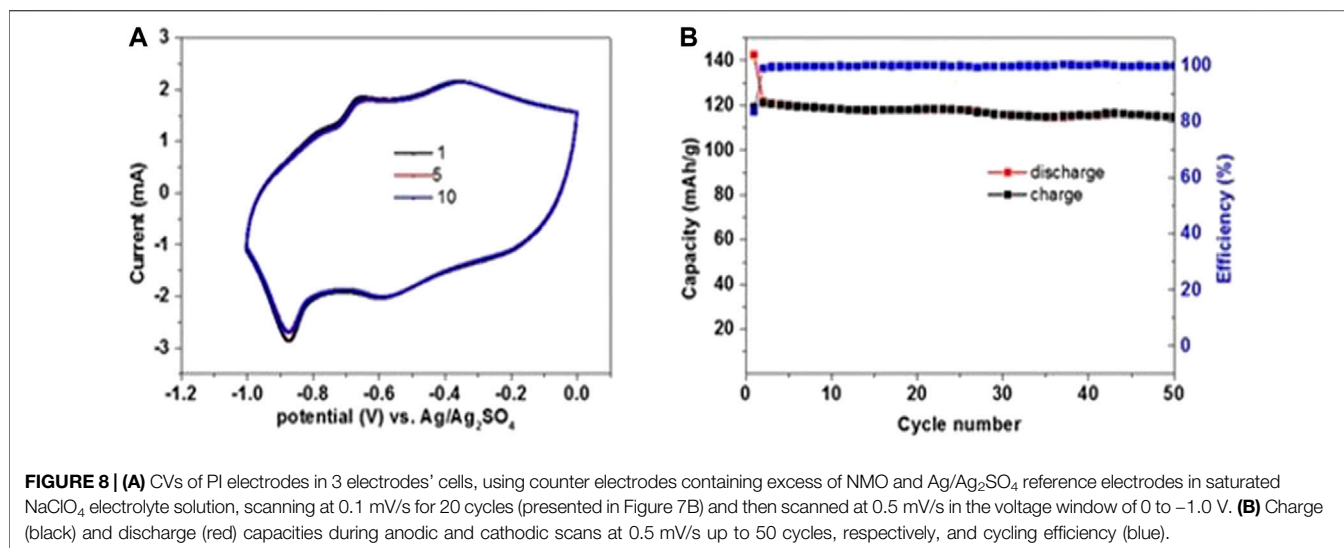 A
3
2
1
0
-1
-2
-3
Current (mA)
1
5
10
-1.2 -1.0 -0.8 -0.6 -0.4 -0.2 0.0
potential (V) vs. Ag/Ag₂SO₄
B
140
120
100
80
60
40
20
Capacity (mAh/g)
discharge
charge
100
80
60
40
20
0
Efficiency (%)
0 10 20 30 40 50
Cycle number
FIGURE 8 | (A) CVs of PI electrodes in 3 electrodes’ cells, using counter electrodes containing excess of NMO and Ag/Ag₂SO₄ reference electrodes in saturated
NaClO₄ electrolyte solution, scanning at 0.1 mV/s for 20 cycles (presented in Figure 7B) and then scanned at 0.5 mV/s in the voltage window of 0 to −1.0 V. (B) Charge
(black) and discharge (red) capacities during anodic and cathodic scans at 0.5 mV/s up to 50 cycles, respectively, and cycling efficiency (blue).